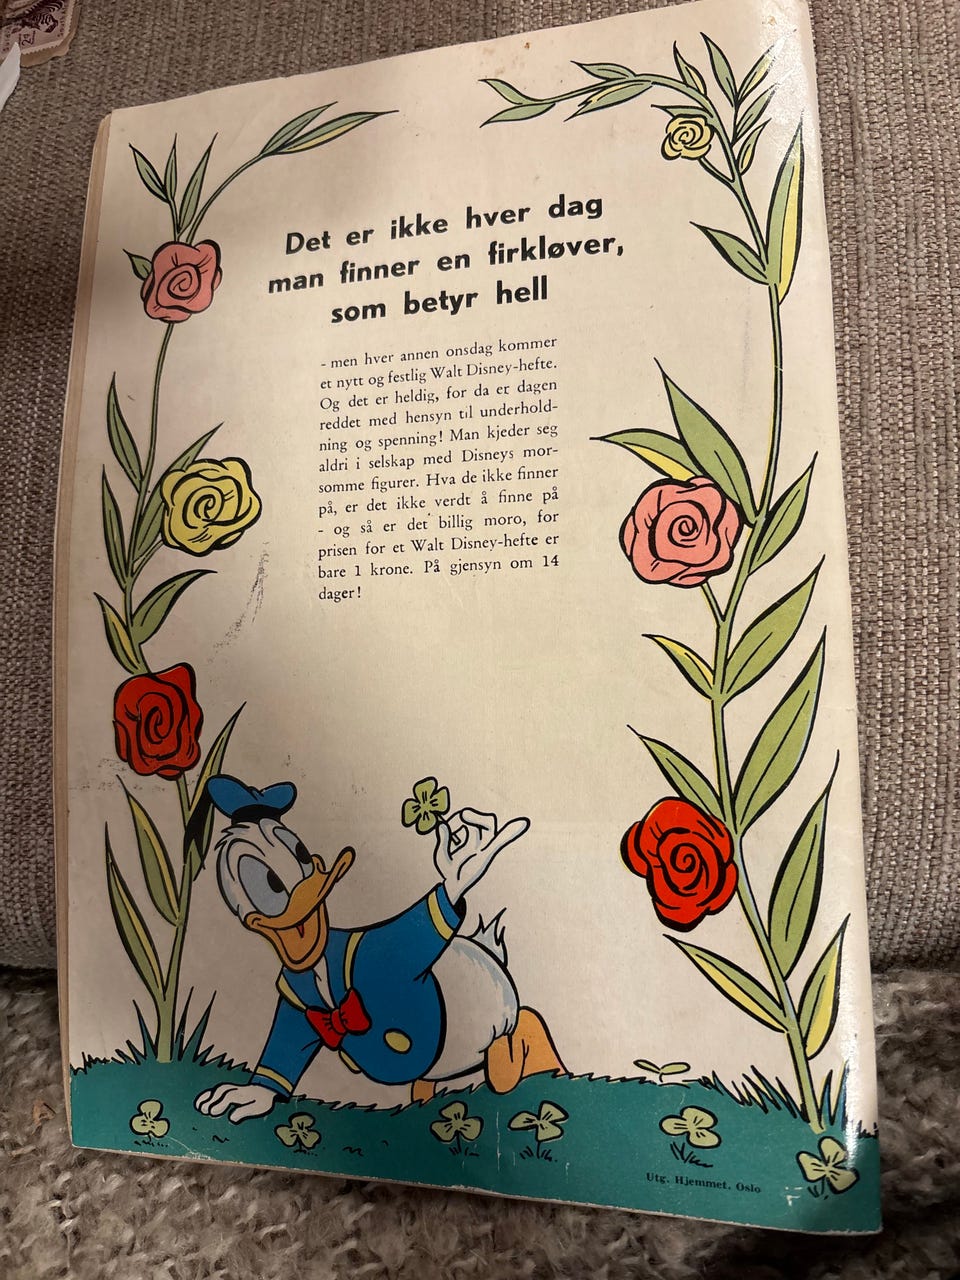 Det er ikke hver dag
man finner en firkløver,
som betyr hell
- men hver annen onsdag kommer
et nytt og festlig Walt Disney-hefte.
Og det er heldig, for da er dagen
reddet med hensyn til underhold-
ning og spenning! Man kjeder seg
aldri i selskap med Disneys mor-
somme figurer. Hva de ikke finner
på, er det ikke verdt å finne på
- og så er det billig moro, for
prisen for et Walt Disney-hefte er
bare 1 krone. På gjensyn om 14
dager!
Utg. Hjemmet. Oslo